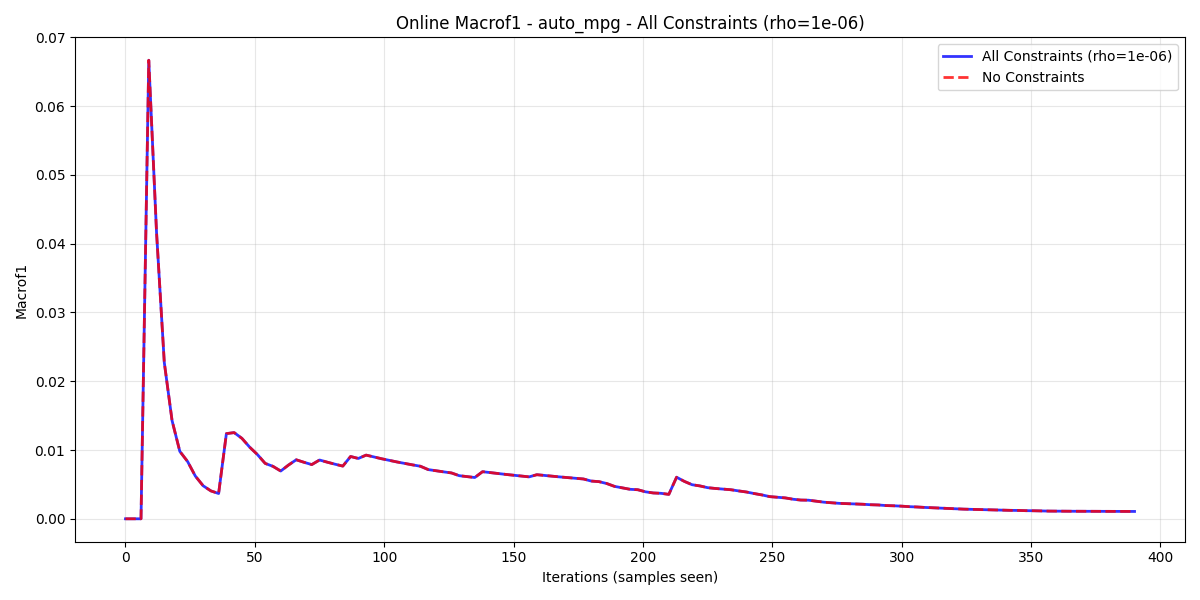 Online Macrof1 - auto_mpg - All Constraints (rho=1e-06)
All Constraints (rho=1e-06)
No Constraints
Macrof1
0.07
0.06
0.05
0.04
0.03
0.02
0.01
0.00
0 50 100 150 200 250 300 350 400
Iterations (samples seen)